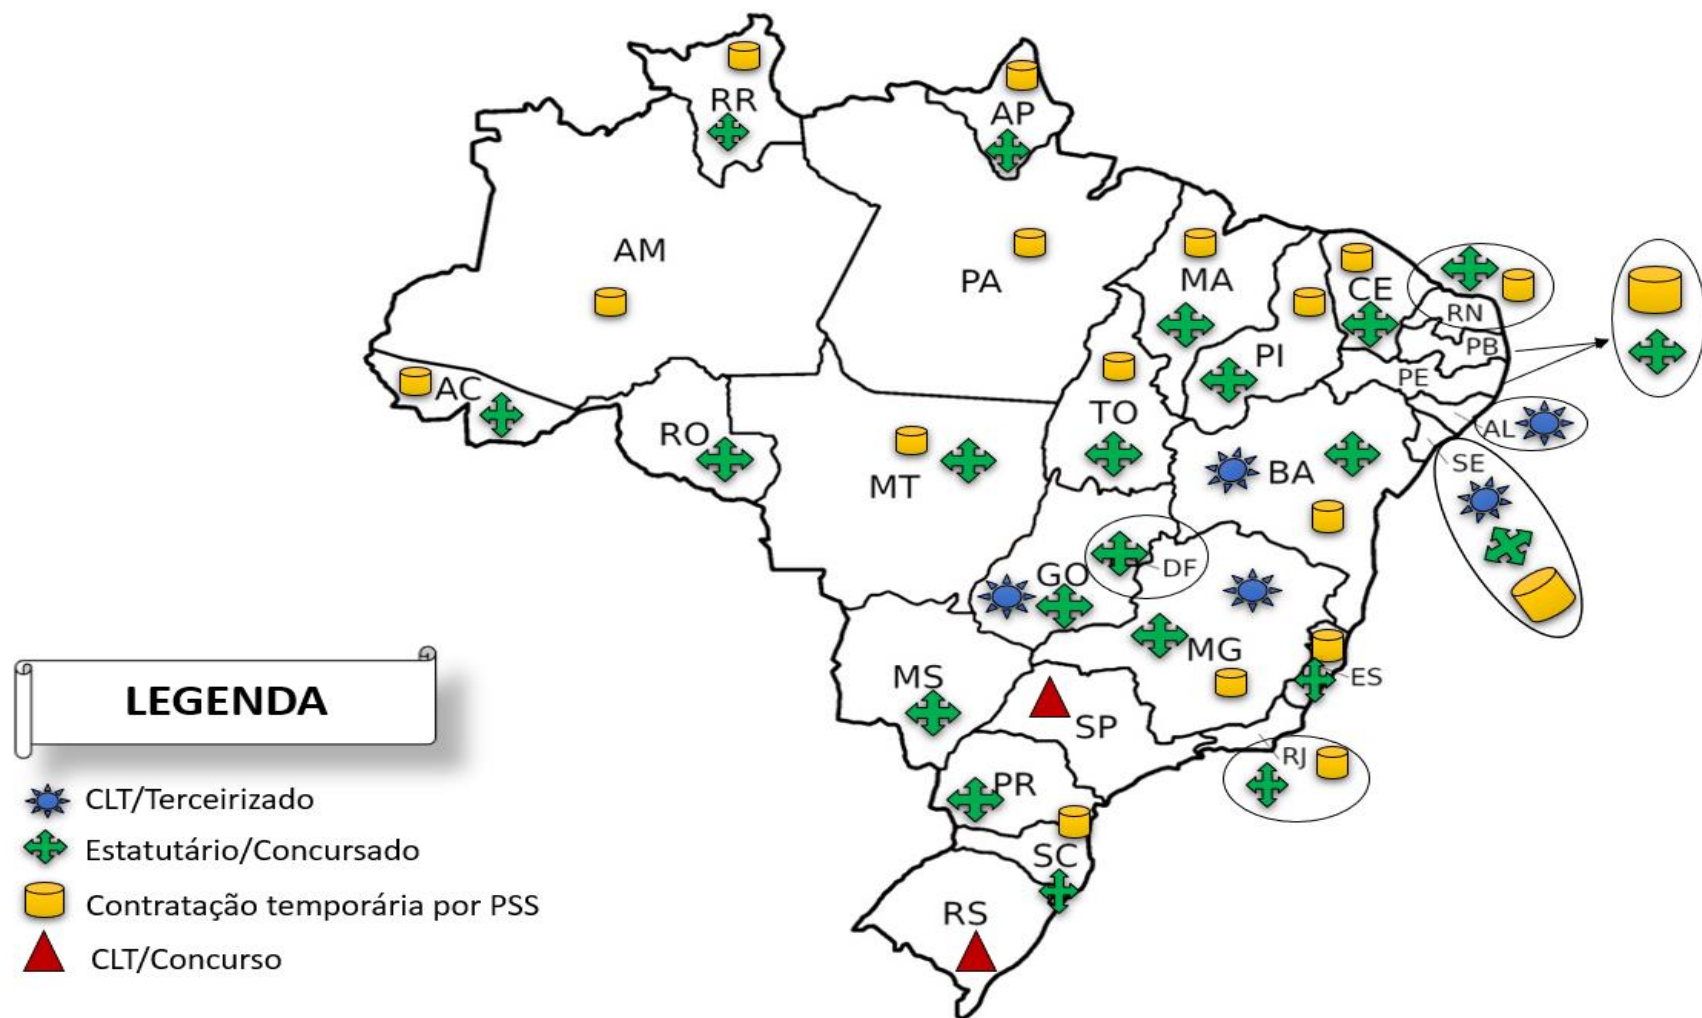 RR
AP
AM
PA
MA
CE
RN
PI
PB
PE
AC
TO
RO
AL
SE
BA
MT
DF
GO
MG
MS
ES
SP
RJ
PR
SC
RS
LEGENDA
CLT/Terceirizado
Estatutário/Concursado
Contratação temporária por PSS
CLT/Concurso